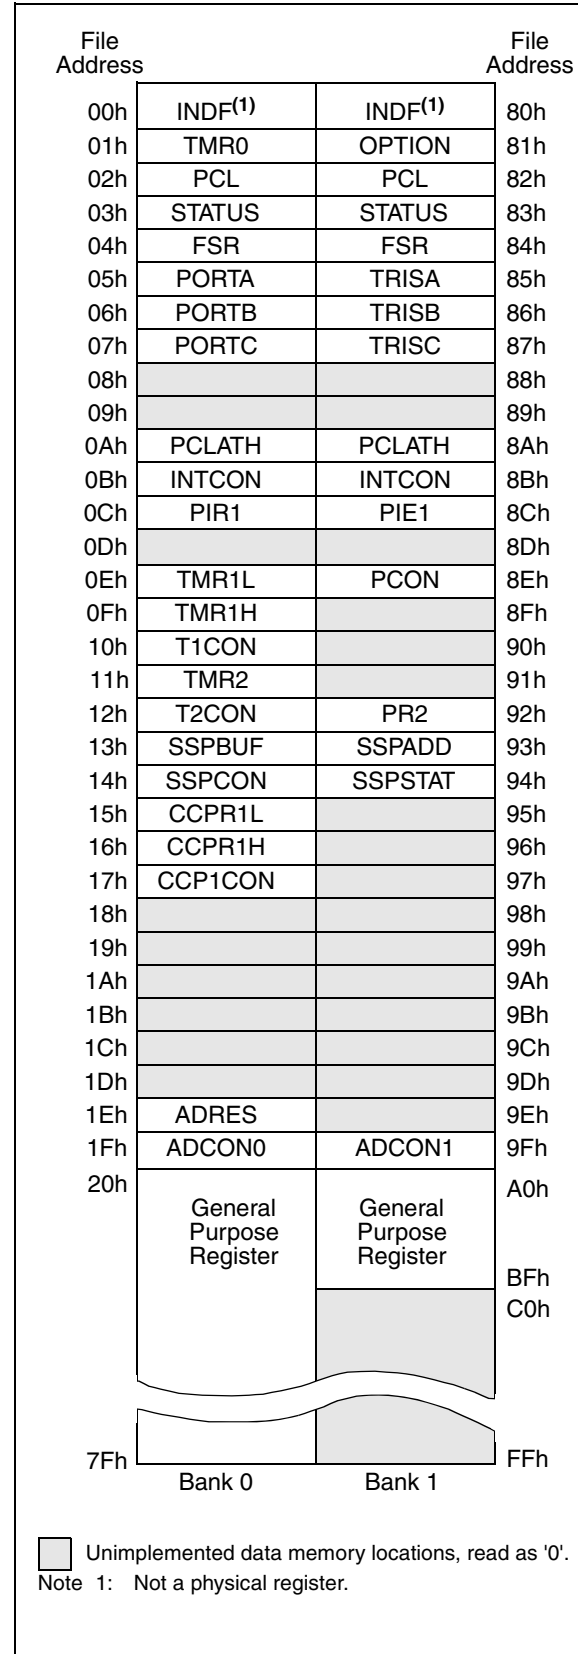 File Address File Address
00h INDF(1) INDF(1) 80h
01h TMR0 OPTION 81h
02h PCL PCL 82h
03h STATUS STATUS 83h
04h FSR FSR 84h
05h PORTA TRISA 85h
06h PORTB TRISB 86h
07h PORTC TRISC 87h
08h 88h
09h 89h
0Ah PCLATH PCLATH 8Ah
0Bh INTCON INTCON 8Bh
0Ch PIR1 PIE1 8Ch
0Dh 8Dh
0Eh TMR1L PCON 8Eh
0Fh TMR1H 8Fh
10h T1CON 90h
11h TMR2 91h
12h T2CON PR2 92h
13h SSPBUF SSPADD 93h
14h SSPCON SSPSTAT 94h
15h CCPR1L 95h
16h CCPR1H 96h
17h CCP1CON 97h
18h 98h
19h 99h
1Ah 9Ah
1Bh 9Bh
1Ch 9Ch
1Dh 9Dh
1Eh ADRES 9Eh
1Fh ADCON0 ADCON1 9Fh
20h A0h
General General
Purpose Purpose
Register Register
BFh
C0h
7Fh FFh
Bank 0 Bank 1
Unimplemented data memory locations, read as '0'.
Note 1: Not a physical register.